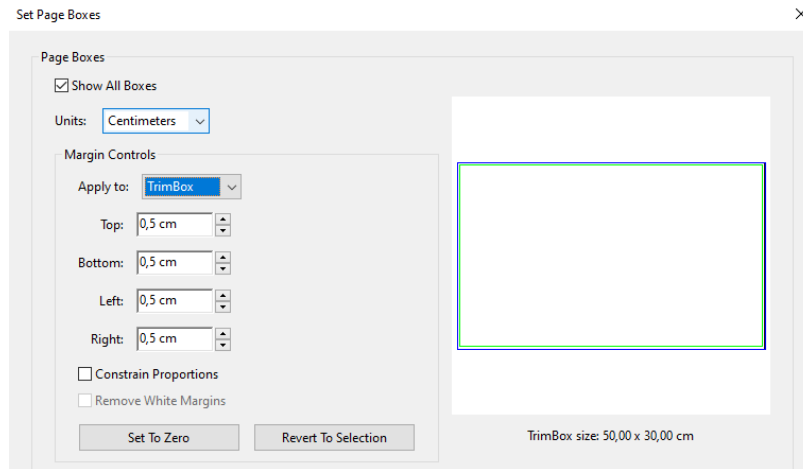 Set Page Boxes
Page Boxes
Show All Boxes
Units: Centimeters
Margin Controls
Apply to: TrimBox
Top: 0,5 cm
Bottom: 0,5 cm
Left: 0,5 cm
Right: 0,5 cm
Constrain Proportions
Remove White Margins
Set To Zero Revert To Selection
TrimBox size: 50,00 x 30,00 cm